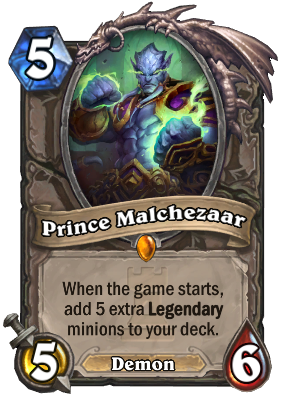 5
Prince Malchezaar
When the game starts,
add 5 extra Legendary
minions to your deck.
5
Demon
6